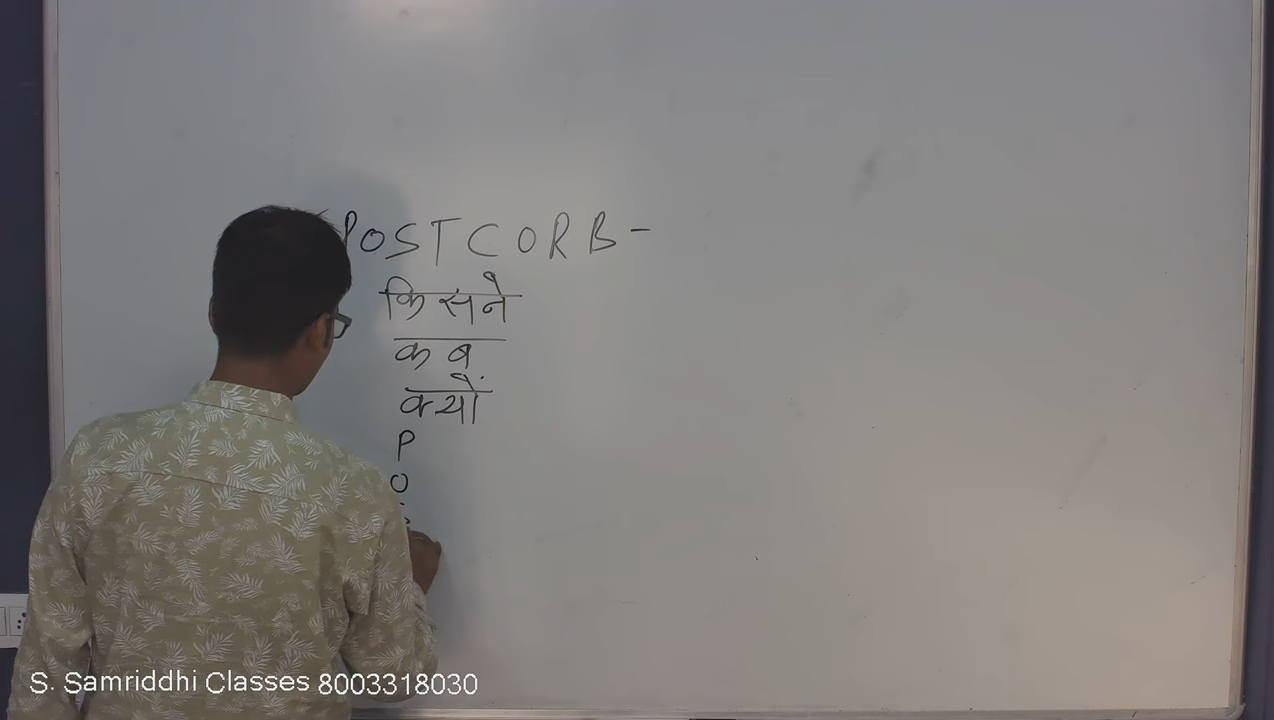 POSTCORB -
किसने
कब
क्यों
P
O
S. Samriddhi Classes 8003318030